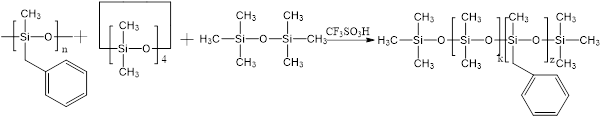 CH₃ CH₃ CH₃ CH₃ CH₃ CH₃ CH₃ CH₃ CH₃
Si—O n + Si—O 4 + H₃C—Si—O—Si—CH₃ CF₃SO₃H H₃C—Si—O Si—O k Si—O z Si—CH₃
CH₃ CH₃ CH₃ CH₃ CH₃ CH₃